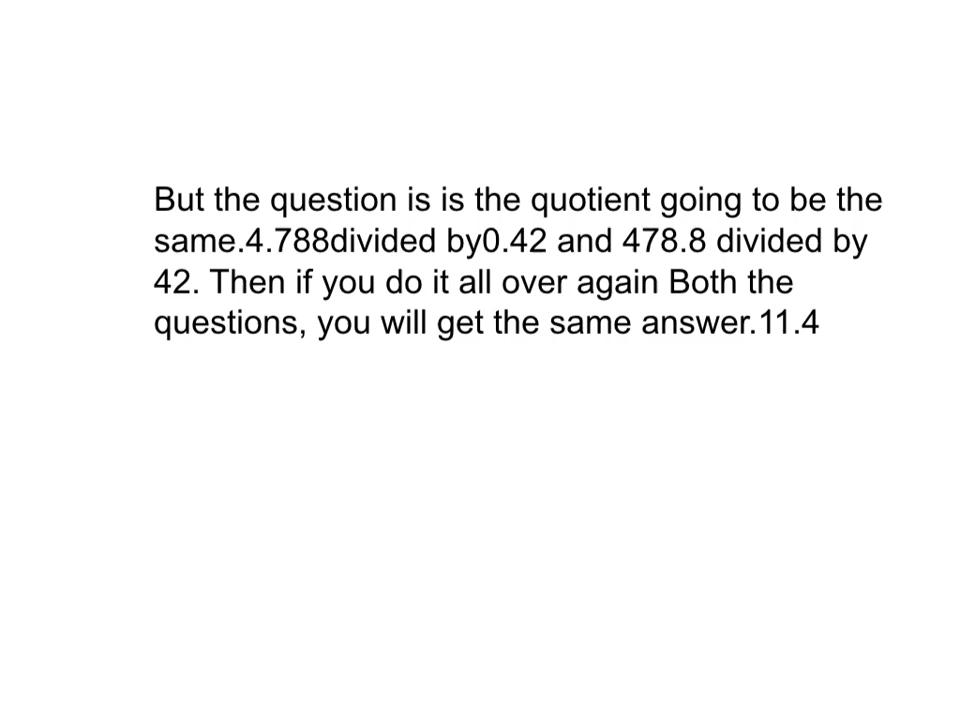 But the question is is the quotient going to be the
same.4.788divided by0.42 and 478.8 divided by
42. Then if you do it all over again Both the
questions, you will get the same answer.11.4